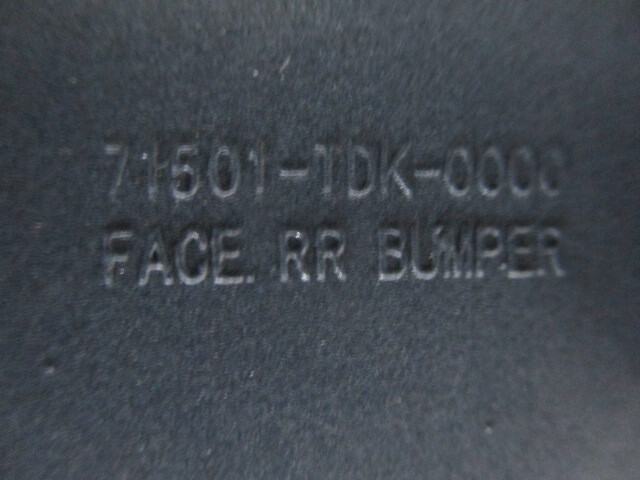 71501-TDK-0000
FACE. RR BUMPER